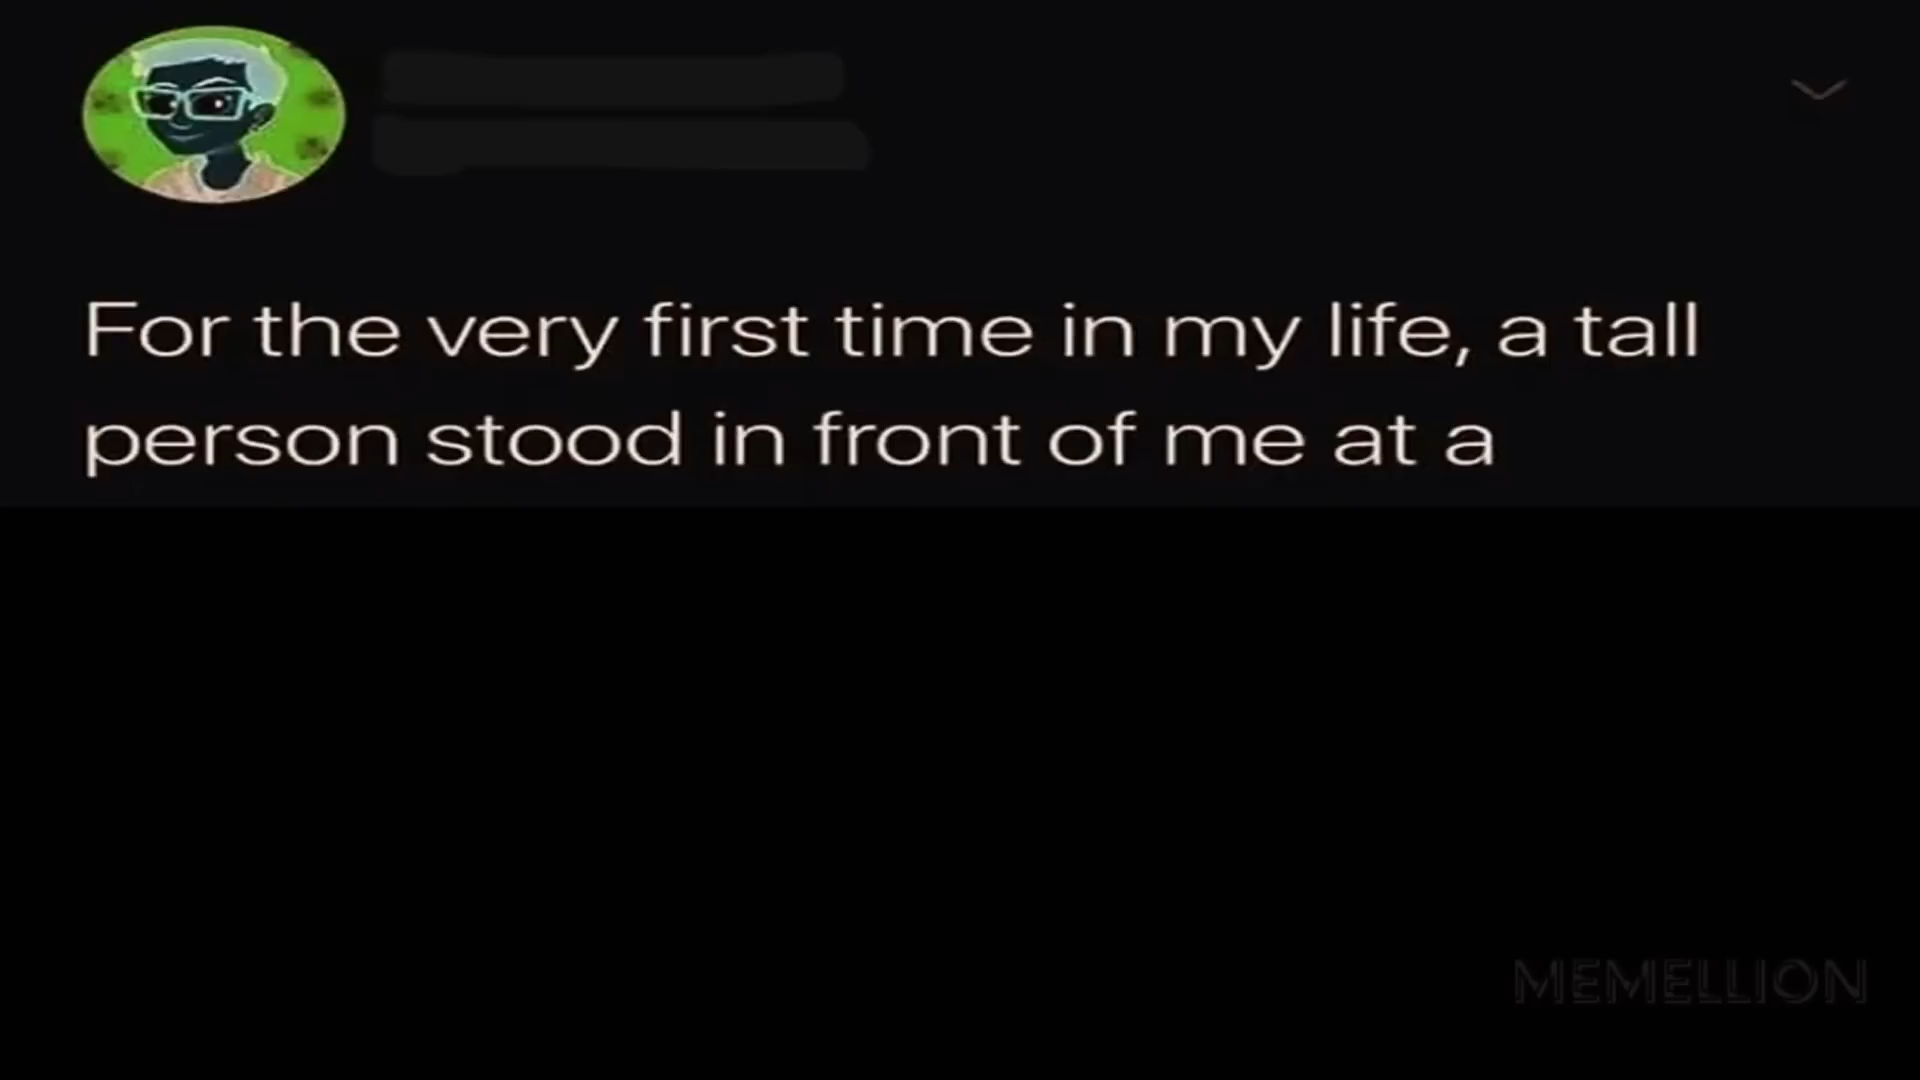 For the very first time in my life, a tall
person stood in front of me at a
MEMELLION